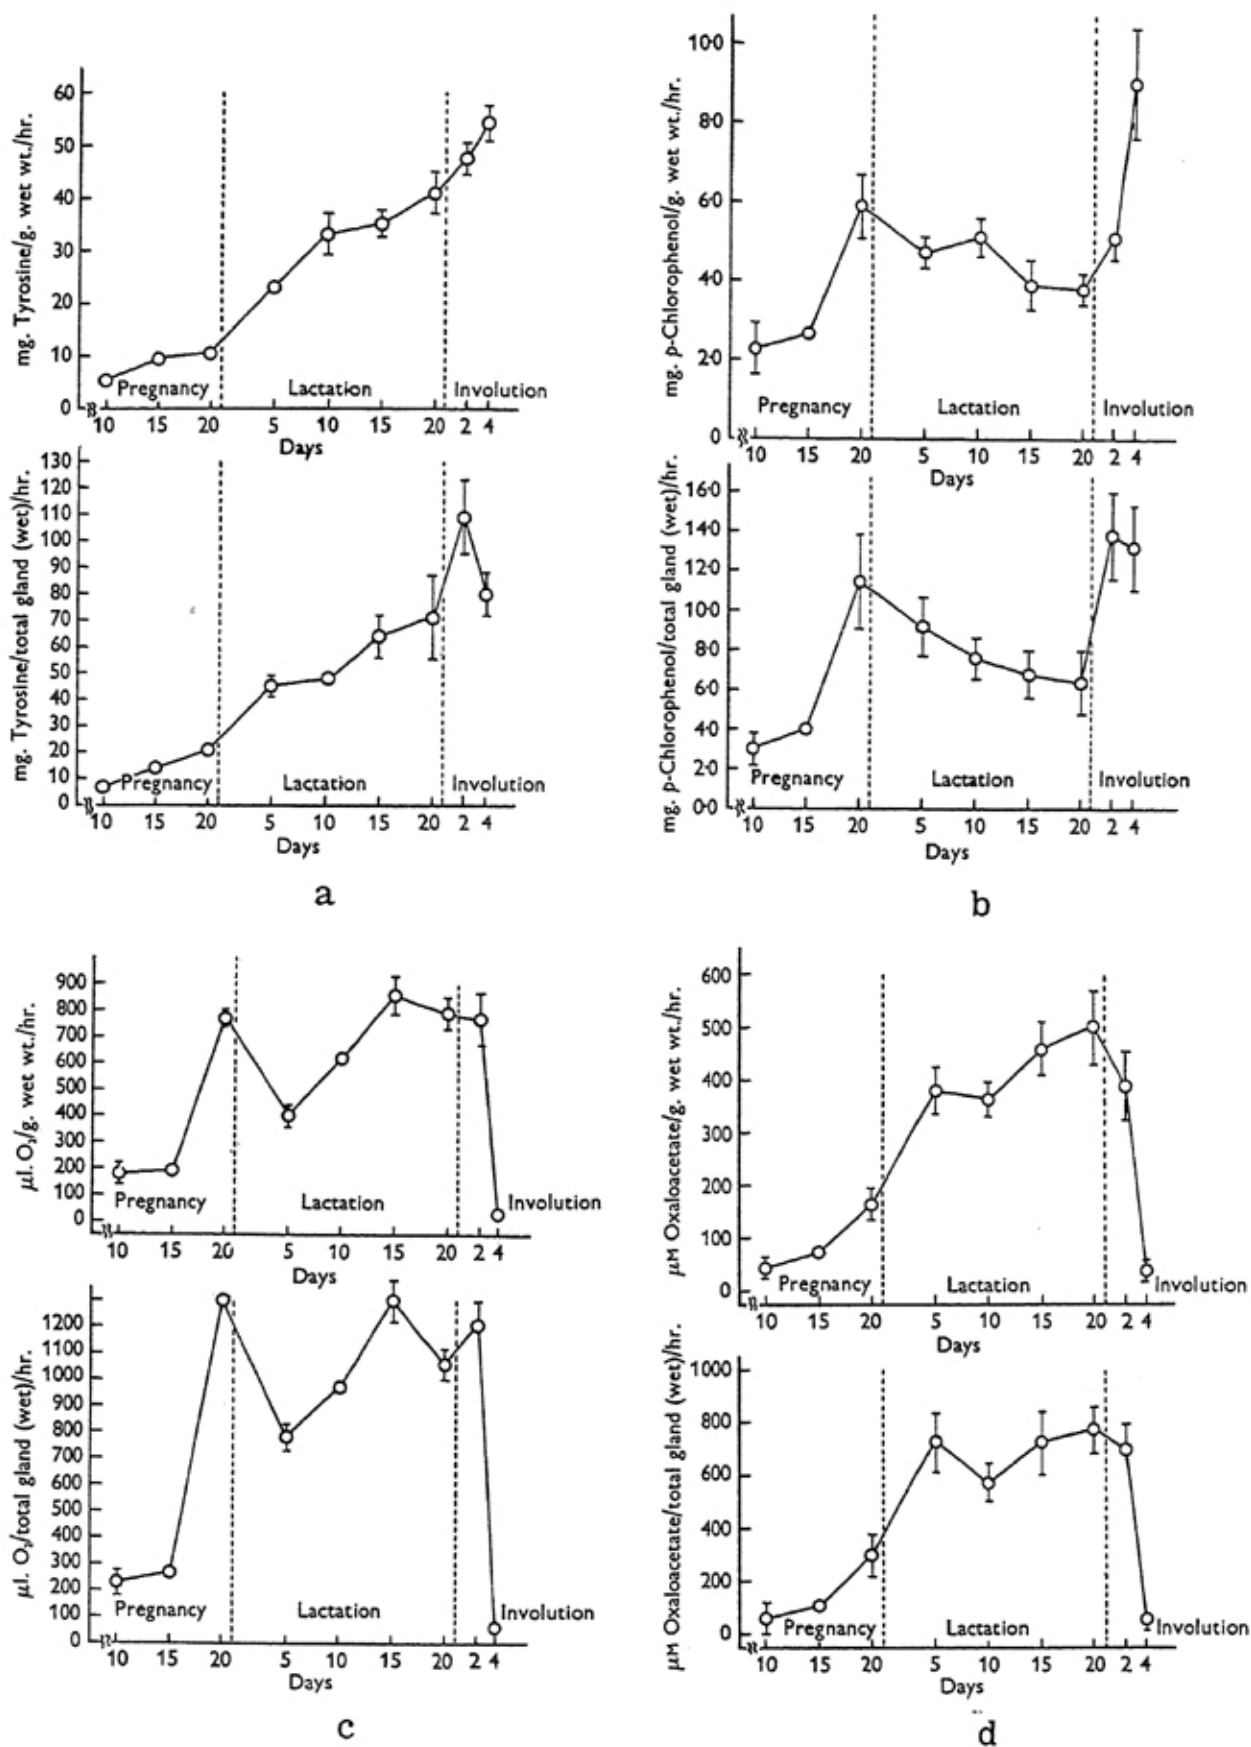 mg. Tyrosine/g. wet wt./hr.
60
50
40
30
20
10
0
Pregnancy Lactation Involution
10 15 20 5 10 15 20 2 4
Days
mg. Tyrosine/total gland (wet)/hr.
130
120
110
100
90
80
70
60
50
40
30
20
10
0
Pregnancy Lactation Involution
10 15 20 5 10 15 20 2 4
Days
a
mg. p-Chlorophenol/g. wet wt./hr.
10·0
8·0
6·0
4·0
2·0
0
Pregnancy Lactation Involution
10 15 20 5 10 15 20 2 4
Days
mg. p-Chlorophenol/total gland (wet)/hr.
16·0
14·0
12·0
10·0
8·0
6·0
4·0
2·0
0·0
Pregnancy Lactation Involution
10 15 20 5 10 15 20 2 4
Days
b
μl. O₂/g. wet wt./hr.
900
800
700
600
500
400
300
200
100
0
Pregnancy Lactation Involution
10 15 20 5 10 15 20 2 4
Days
μl. O₂/total gland (wet)/hr.
1200
1100
1000
900
800
700
600
500
400
300
200
100
0
Pregnancy Lactation Involution
10 15 20 5 10 15 20 2 4
Days
c
μM Oxaloacetate/g. wet wt./hr.
600
500
400
300
200
100
0
Pregnancy Lactation Involution
10 15 20 5 10 15 20 2 4
Days
μM Oxaloacetate/total gland (wet)/hr.
1000
800
600
400
200
0
Pregnancy Lactation Involution
10 15 20 5 10 15 20 2 4
Days
d